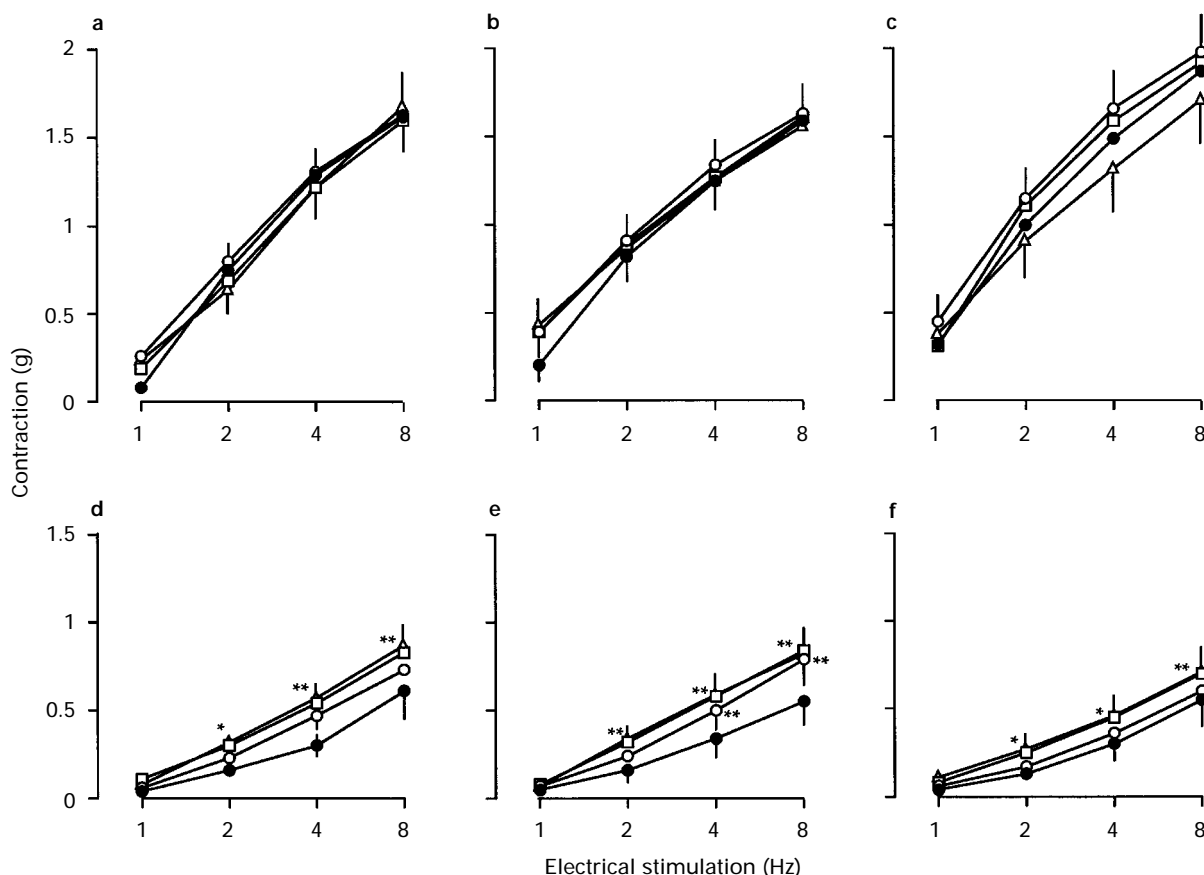 a
b
c
2
1.5
1
0.5
0
1 2 4 8
1 2 4 8
1 2 4 8
Contraction (g)
d
e
f
1.5
1
0.5
0
* ** **
** ** ** ** **
* * **
1 2 4 8
1 2 4 8
1 2 4 8
Electrical stimulation (Hz)